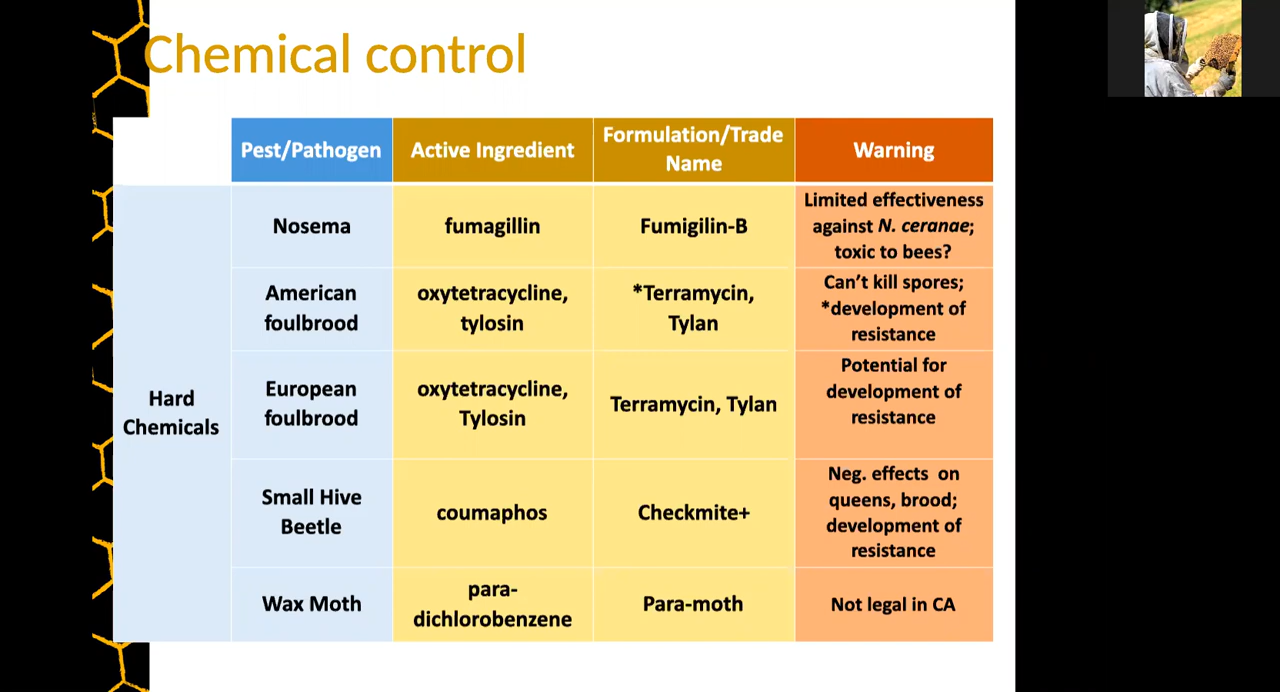 Chemical control
Pest/Pathogen
Active Ingredient
Formulation/Trade
Name
Warning
Hard
Chemicals
Nosema
fumagillin
Fumigilin-B
Limited effectiveness
against N. ceranae;
toxic to bees?
American
foulbrood
oxytetracycline,
tylosin
*Terramycin,
Tylan
Can't kill spores;
*development of
resistance
European
foulbrood
oxytetracycline,
Tylosin
Terramycin, Tylan
Potential for
development of
resistance
Small Hive
Beetle
coumaphos
Checkmite+
Neg. effects on
queens, brood;
development of
resistance
Wax Moth
para-
dichlorobenzene
Para-moth
Not legal in CA